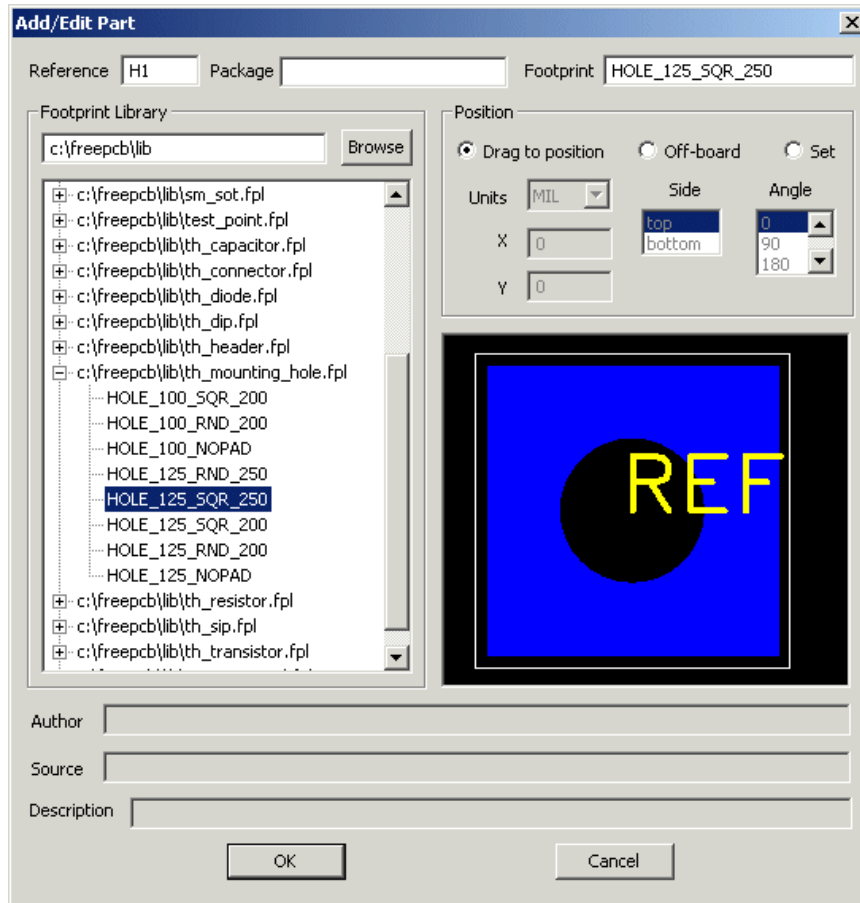 Add/Edit Part
Reference H1 Package Footprint HOLE_125_SQR_250
Footprint Library
c:\freepcb\lib Browse
c:\freepcb\lib\sm_sot.fpl
c:\freepcb\lib\test_point.fpl
c:\freepcb\lib\th_capacitor.fpl
c:\freepcb\lib\th_connector.fpl
c:\freepcb\lib\th_diode.fpl
c:\freepcb\lib\th_dip.fpl
c:\freepcb\lib\th_header.fpl
c:\freepcb\lib\th_mounting_hole.fpl
HOLE_100_SQR_200
HOLE_100_RND_200
HOLE_100_NOPAD
HOLE_125_RND_250
HOLE_125_SQR_250
HOLE_125_SQR_200
HOLE_125_RND_200
HOLE_125_NOPAD
c:\freepcb\lib\th_resistor.fpl
c:\freepcb\lib\th_sip.fpl
c:\freepcb\lib\th_transistor.fpl
Position
Drag to position Off-board Set
Units MIL Side Angle
X 0 top 0
bottom 90
Y 0 180
REF
Author
Source
Description
OK Cancel